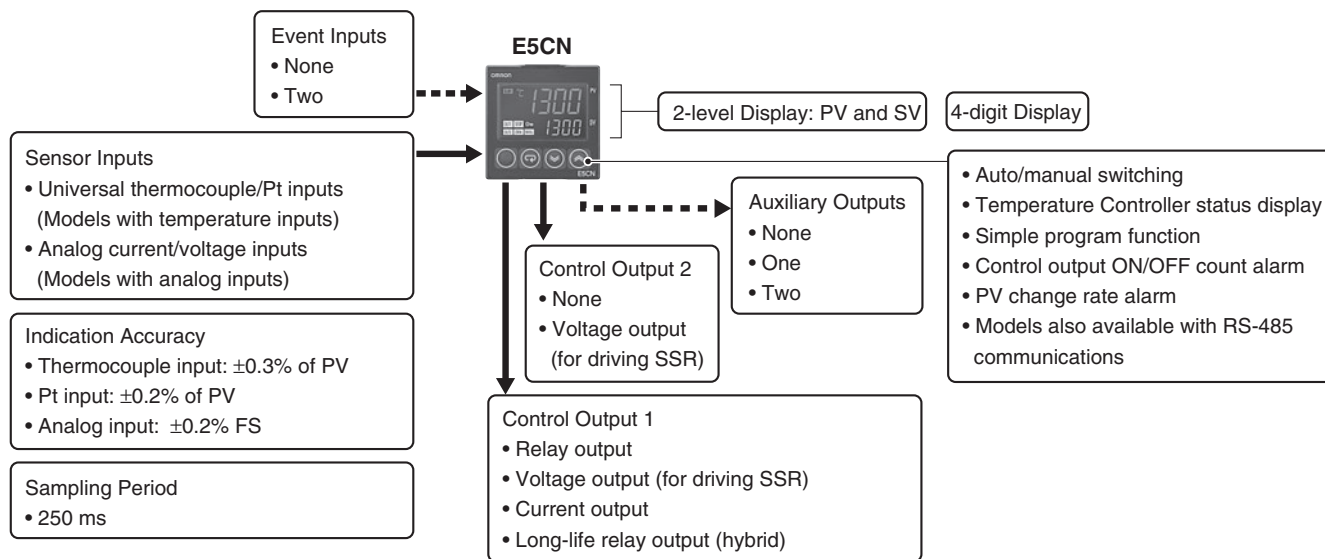 Event Inputs
• None
• Two
E5CN
omron
°C
1300
PV
1300
SV
E5CN
2-level Display: PV and SV
4-digit Display
Sensor Inputs
• Universal thermocouple/Pt inputs
(Models with temperature inputs)
• Analog current/voltage inputs
(Models with analog inputs)
• Auto/manual switching
• Temperature Controller status display
• Simple program function
• Control output ON/OFF count alarm
• PV change rate alarm
• Models also available with RS-485
communications
Auxiliary Outputs
• None
• One
• Two
Control Output 2
• None
• Voltage output
(for driving SSR)
Indication Accuracy
• Thermocouple input: ±0.3% of PV
• Pt input: ±0.2% of PV
• Analog input: ±0.2% FS
Control Output 1
• Relay output
• Voltage output (for driving SSR)
• Current output
• Long-life relay output (hybrid)
Sampling Period
• 250 ms